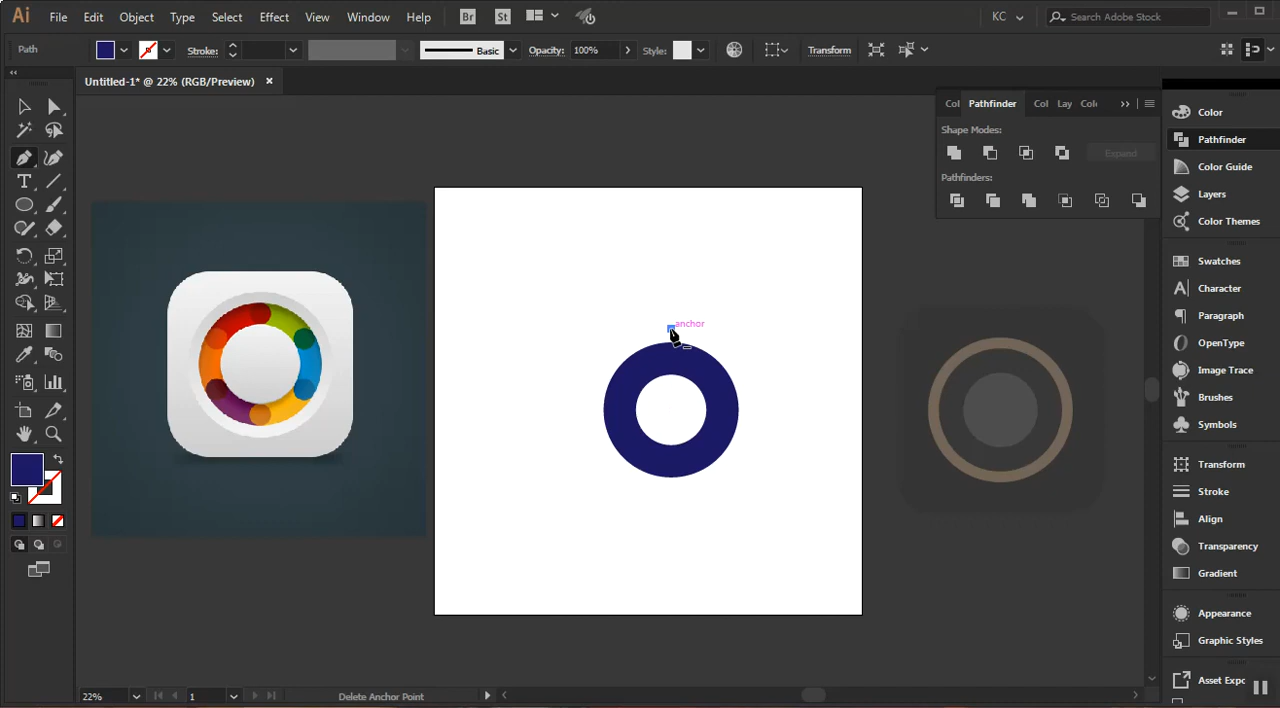 Ai File Edit Object Type Select Effect View Window Help Br St KC Search Adobe Stock
Path Stroke: Basic Opacity: 100% Style: Transform
Untitled-1* @ 22% (RGB/Preview)
Col Pathfinder Col Lay Colo
Shape Modes:
Expand
Pathfinders:
Color
Pathfinder
Color Guide
Layers
Color Themes
Swatches
Character
Paragraph
OpenType
Image Trace
Brushes
Symbols
Transform
Stroke
Align
Transparency
Gradient
Appearance
Graphic Styles
Asset Expo
anchor
22% 1 Delete Anchor Point